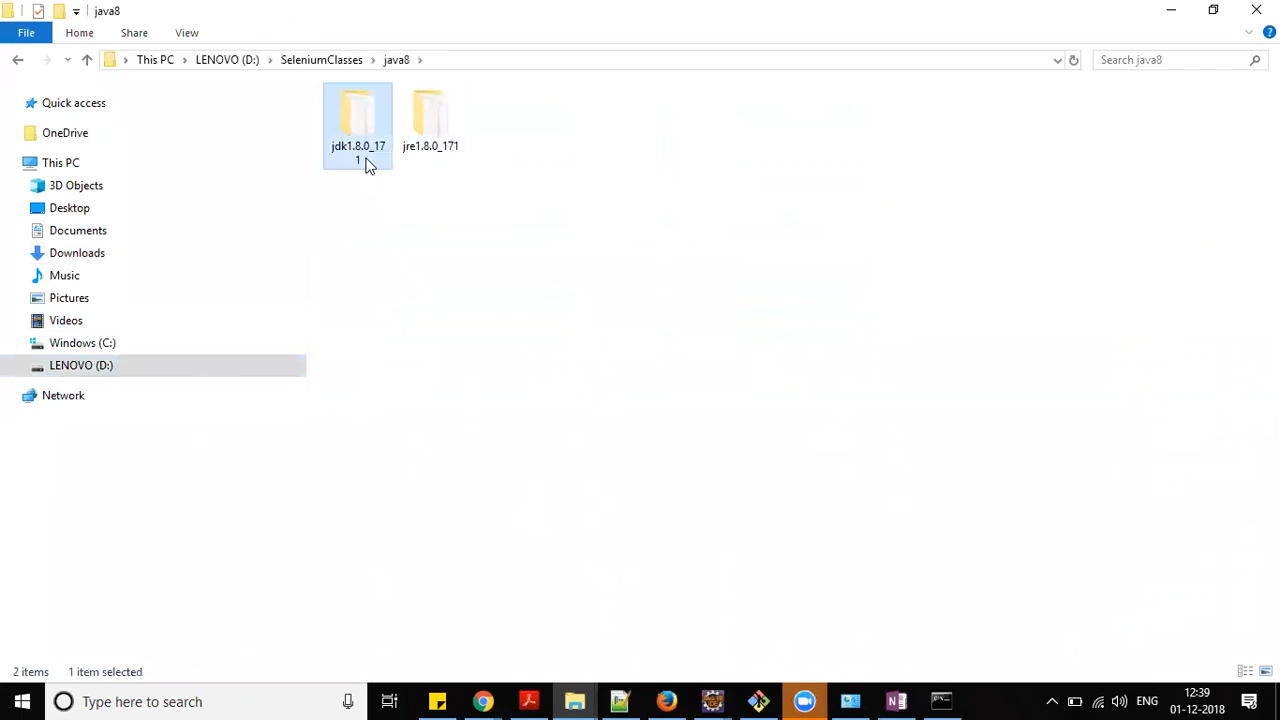 java8
File Home Share View
This PC LENOVO (D:) SeleniumClasses java8 Search java8
Quick access
OneDrive
This PC
3D Objects
Desktop
Documents
Downloads
Music
Pictures
Videos
Windows (C:)
LENOVO (D:)
Network
jdk1.8.0_17
1
jre1.8.0_171
2 items 1 item selected
Type here to search
ENG
12:39
01-12-2018